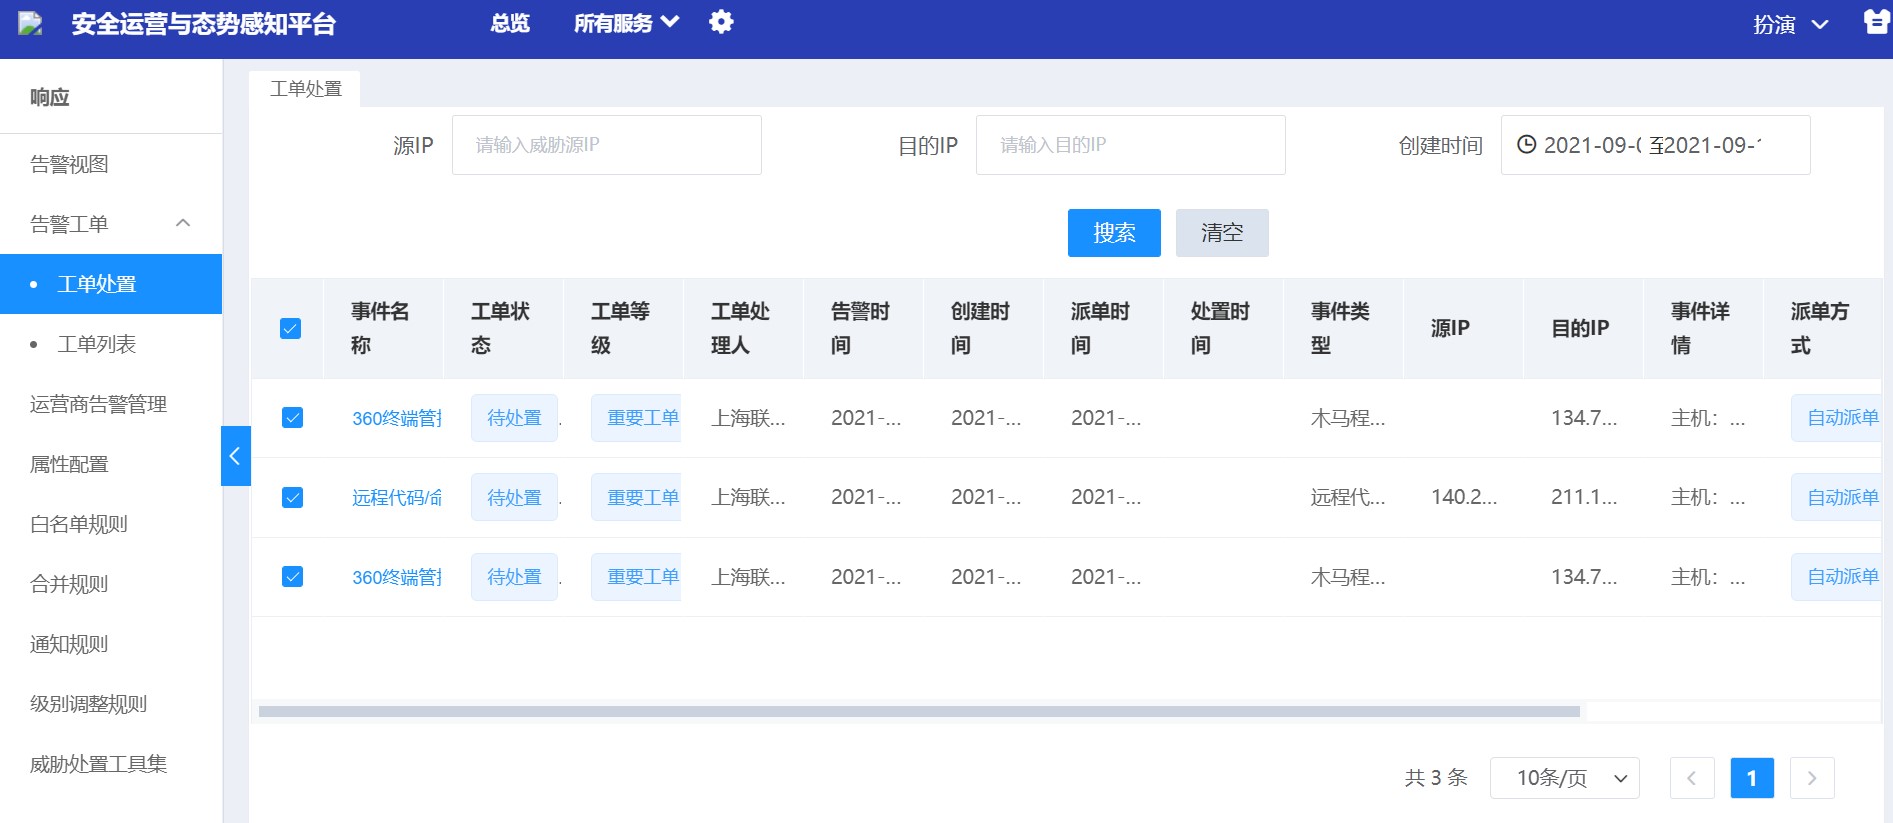 安全运营与态势感知平台 总览 所有服务 扮演
响应
告警视图
告警工单
工单处置
工单列表
运营商告警管理
属性配置
白名单规则
合并规则
通知规则
级别调整规则
威胁处置工具集
工单处置
源IP 请输入威胁源IP 目的IP 请输入目的IP 创建时间 2021-09-0 至2021-09-1
搜索 清空
事件名称 工单状态 工单等级 工单处理人 告警时间 创建时间 派单时间 处置时间 事件类型 源IP 目的IP 事件详情 派单方式
360终端管控 待处置 重要工单 上海联... 2021-... 2021-... 2021-... 木马程... 134.7... 主机： ... 自动派单
远程代码/命 待处置 重要工单 上海联... 2021-... 2021-... 2021-... 远程代... 140.2... 211.1... 主机： ... 自动派单
360终端管控 待处置 重要工单 上海联... 2021-... 2021-... 2021-... 木马程... 134.7... 主机： ... 自动派单
共 3 条 10条/页 1